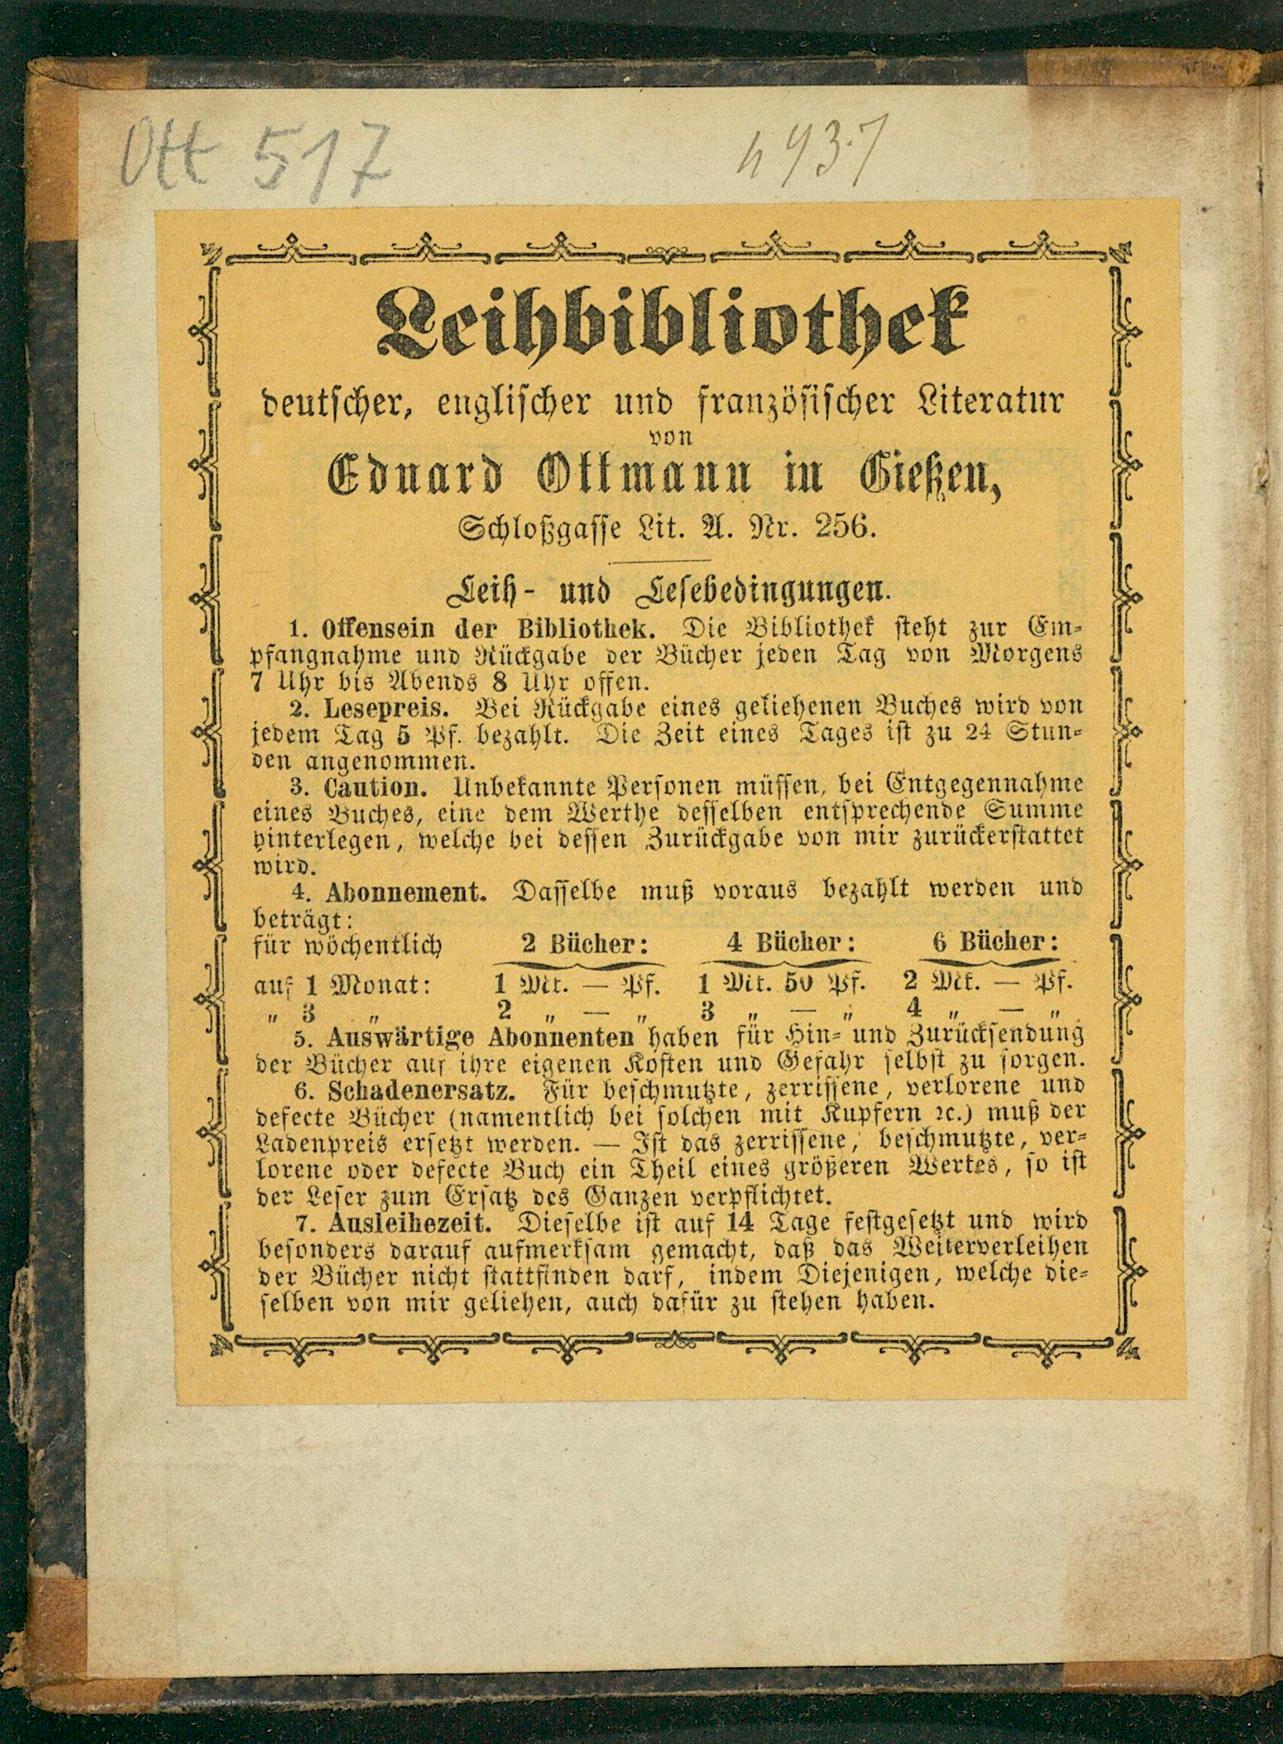 Ott 517
4937
Leihbibliothek
deutscher, englischer und französischer Literatur
von
Eduard Ottmann in Gießen,
Schloßgasse Lit. A. Nr. 256.
Leih- und Lesebedingungen.
1. Offensein der Bibliothek. Die Bibliothek steht zur Em-
pfangnahme und Rückgabe der Bücher jeden Tag von Morgens
7 Uhr bis Abends 8 Uhr offen.
2. Lesepreis. Bei Rückgabe eines geliehenen Buches wird von
jedem Tag 5 Pf. bezahlt. Die Zeit eines Tages ist zu 24 Stun-
den angenommen.
3. Caution. Unbekannte Personen müssen, bei Entgegennahme
eines Buches, eine dem Werthe desselben entsprechende Summe
hinterlegen, welche bei dessen Zurückgabe von mir zurückerstattet
wird.
4. Abonnement. Dasselbe muß voraus bezahlt werden und
beträgt:
für wöchentlich 2 Bücher: 4 Bücher: 6 Bücher:
auf 1 Monat: 1 Mk. — Pf. 1 Mk. 50 Pf. 2 Mk. — Pf.
„ 3 „ 2 „ — „ 3 „ — „ 4 „ — „
5. Auswärtige Abonnenten haben für Hin- und Zurücksendung
der Bücher auf ihre eigenen Kosten und Gefahr selbst zu sorgen.
6. Schadenersatz. Für beschmutzte, zerrissene, verlorene und
defecte Bücher (namentlich bei solchen mit Kupfern ꝛc.) muß der
Ladenpreis ersetzt werden. — Ist das zerrissene, beschmutzte, ver-
lorene oder defecte Buch ein Theil eines größeren Wertes, so ist
der Leser zum Ersatz des Ganzen verpflichtet.
7. Ausleihezeit. Dieselbe ist auf 14 Tage festgesetzt und wird
besonders darauf aufmerksam gemacht, daß das Weiterverleihen
der Bücher nicht stattfinden darf, indem Diejenigen, welche die-
selben von mir geliehen, auch dafür zu stehen haben.